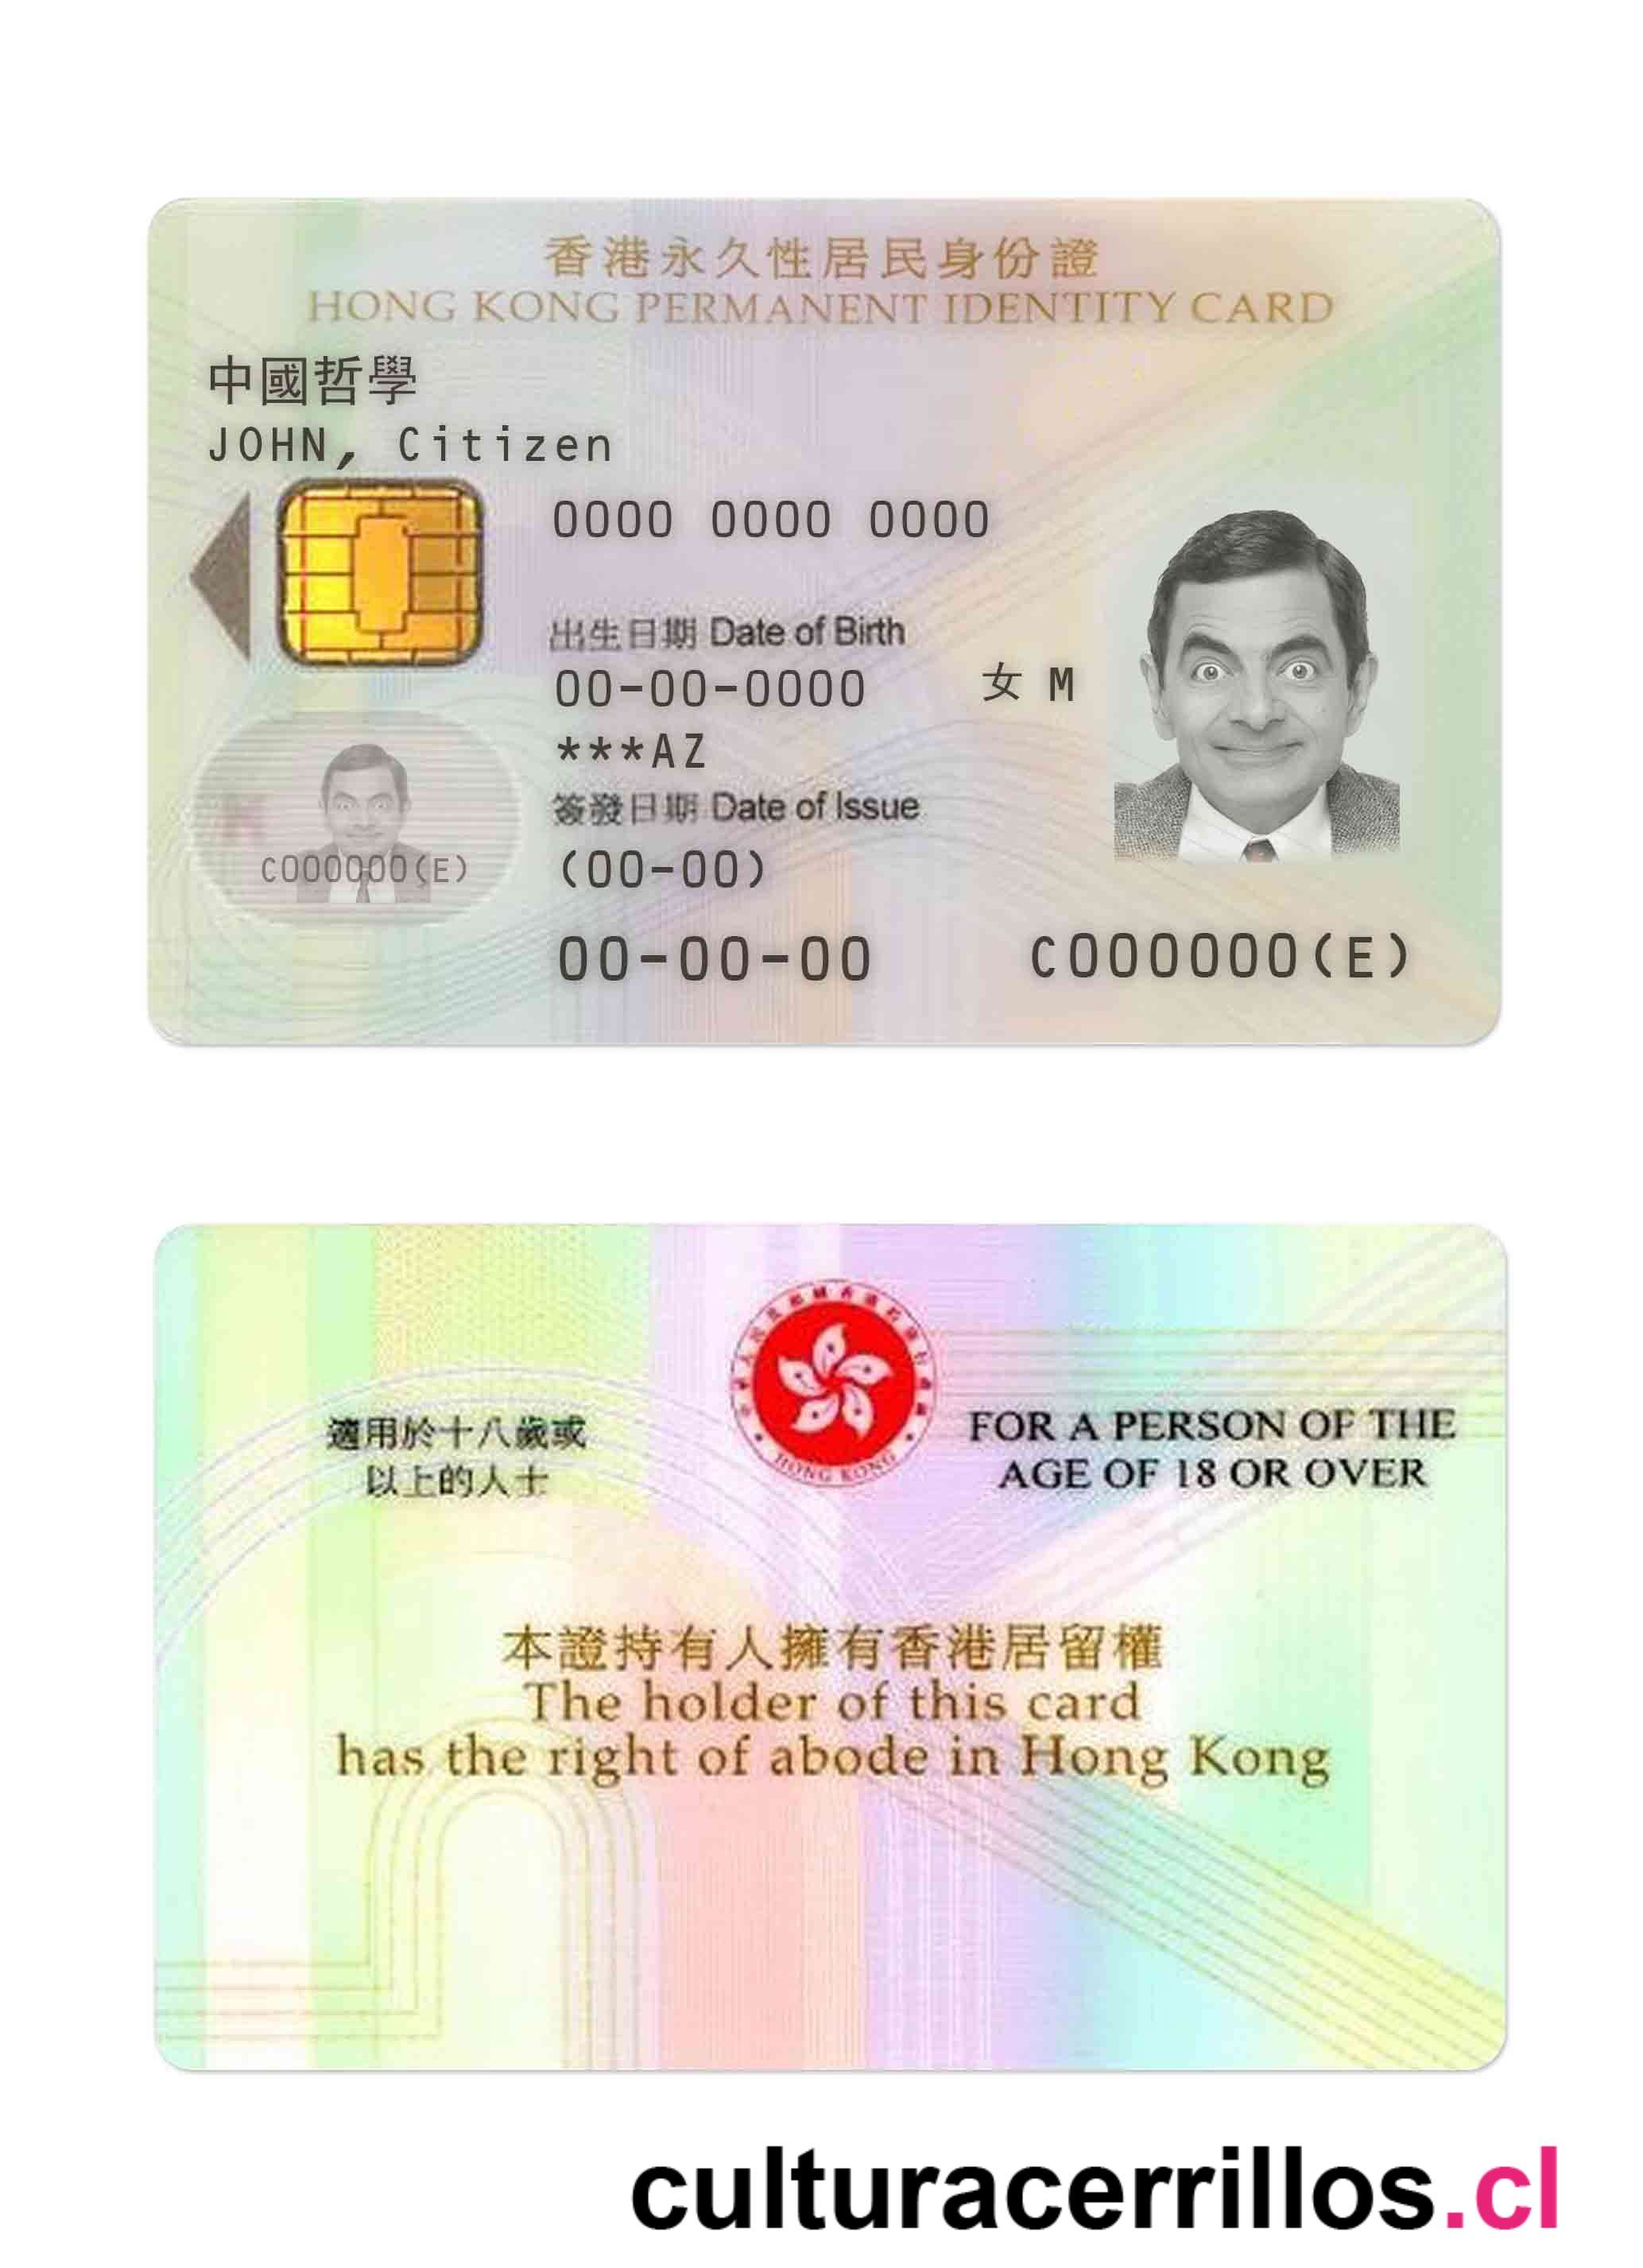 香港永久性居民身份證
HONG KONG PERMANENT IDENTITY CARD
中國哲學
JOHN, Citizen
0000 0000 0000
出生日期 Date of Birth
00-00-0000
女 M
***AZ
簽發日期 Date of Issue
(00-00)
C000000(E)
00-00-00
C000000(E)
適用於十八歲或
以上的人士
HONG KONG
FOR A PERSON OF THE
AGE OF 18 OR OVER
本證持有人擁有香港居留權
The holder of this card
has the right of abode in Hong Kong
culturacerrillos.cl